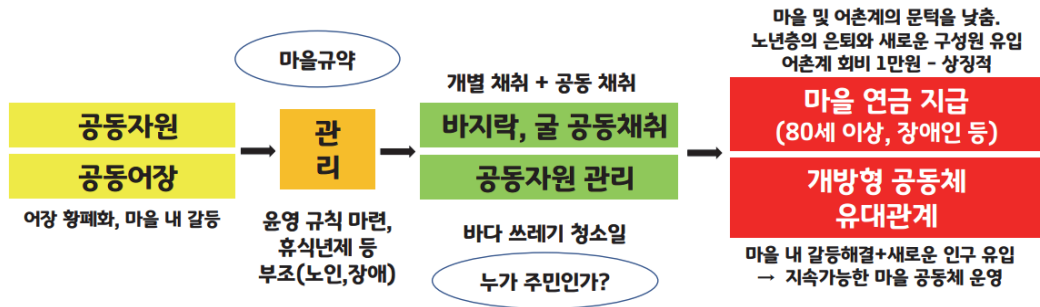 마을규약
공동자원
공동어장
어장 황폐화, 마을 내 갈등
관
리
윤영 규칙 마련,
휴식년제 등
부조(노인,장애)
개별 채취 + 공동 채취
바지락, 굴 공동채취
공동자원 관리
바다 쓰레기 청소일
누가 주민인가?
마을 및 어촌계의 문턱을 낮춤.
노년층의 은퇴와 새로운 구성원 유입
어촌계 회비 1만원 - 상징적
마을 연금 지급
(80세 이상, 장애인 등)
개방형 공동체
유대관계
마을 내 갈등해결+새로운 인구 유입
→ 지속가능한 마을 공동체 운영